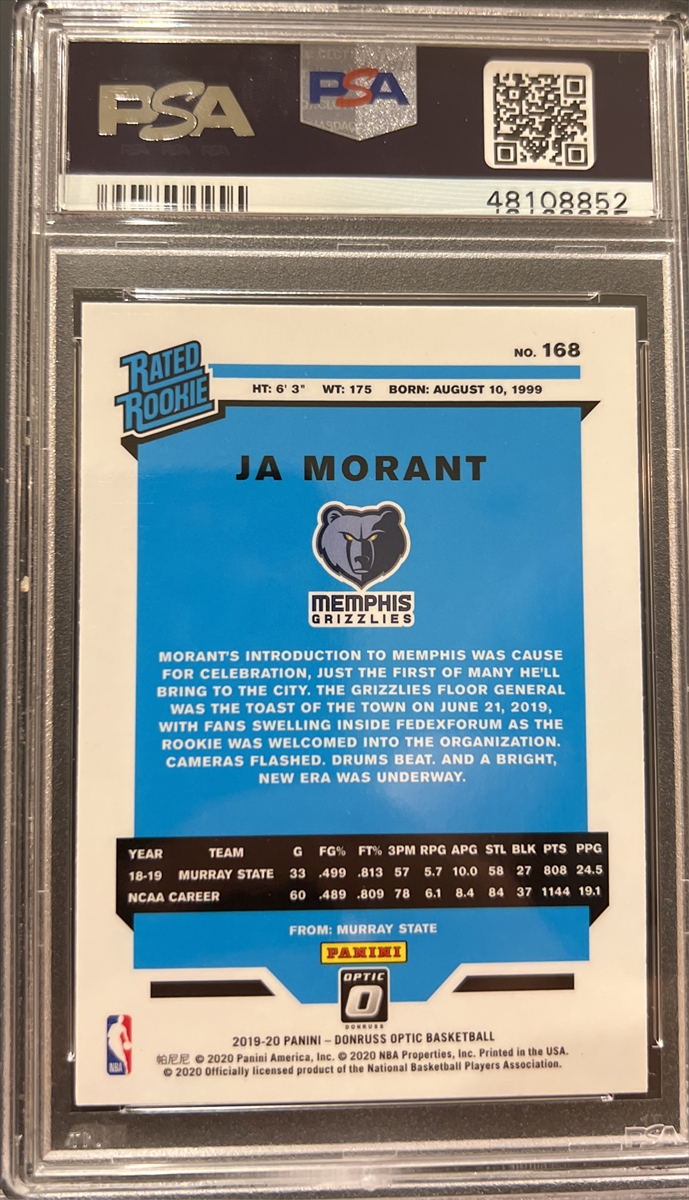 PSA
PSA
48108852
RATED ROOKIE
NO. 168
HT: 6' 3" WT: 175 BORN: AUGUST 10, 1999
JA MORANT
MEMPHIS
GRIZZLIES
MORANT'S INTRODUCTION TO MEMPHIS WAS CAUSE
FOR CELEBRATION, JUST THE FIRST OF MANY HE'LL
BRING TO THE CITY. THE GRIZZLIES FLOOR GENERAL
WAS THE TOAST OF THE TOWN ON JUNE 21, 2019,
WITH FANS SWELLING INSIDE FEDEXFORUM AS THE
ROOKIE WAS WELCOMED INTO THE ORGANIZATION.
CAMERAS FLASHED. DRUMS BEAT. AND A BRIGHT,
NEW ERA WAS UNDERWAY.
YEAR TEAM G FG% FT% 3PM RPG APG STL BLK PTS PPG
18-19 MURRAY STATE 33 .499 .813 57 5.7 10.0 58 27 808 24.5
NCAA CAREER 60 .489 .809 78 6.1 8.4 84 37 1144 19.1
FROM: MURRAY STATE
PANINI
OPTIC
O
DONRUSS
NBA
2019-20 PANINI – DONRUSS OPTIC BASKETBALL
帕尼尼 © 2020 Panini America, Inc. © 2020 NBA Properties, Inc. Printed in the USA.
© 2020 Officially licensed product of the National Basketball Players Association.
PSA